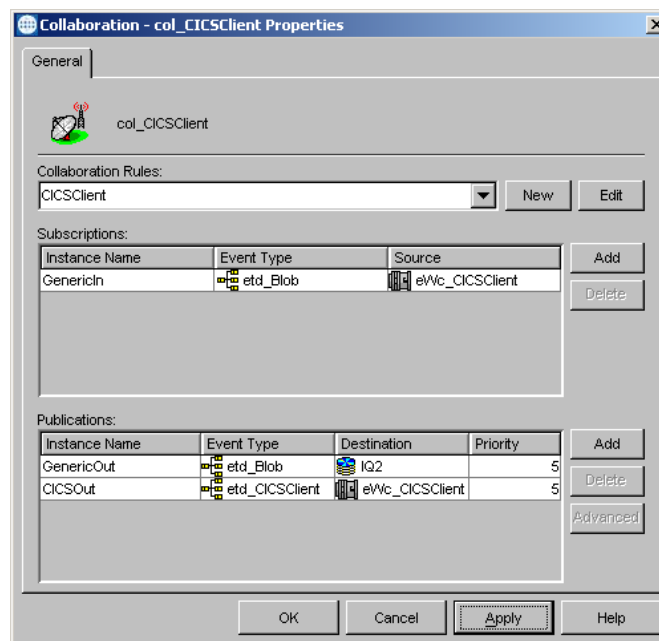 Collaboration - col_CICSClient Properties
General
col_CICSClient
Collaboration Rules:
CICSClient New Edit
Subscriptions:
Instance Name Event Type Source Add
GenericIn etd_Blob eWc_CICSClient
Delete
Publications:
Instance Name Event Type Destination Priority Add
GenericOut etd_Blob IQ2 5
CICSOut etd_CICSClient eWc_CICSClient 5
Delete
Advanced
OK Cancel Apply Help